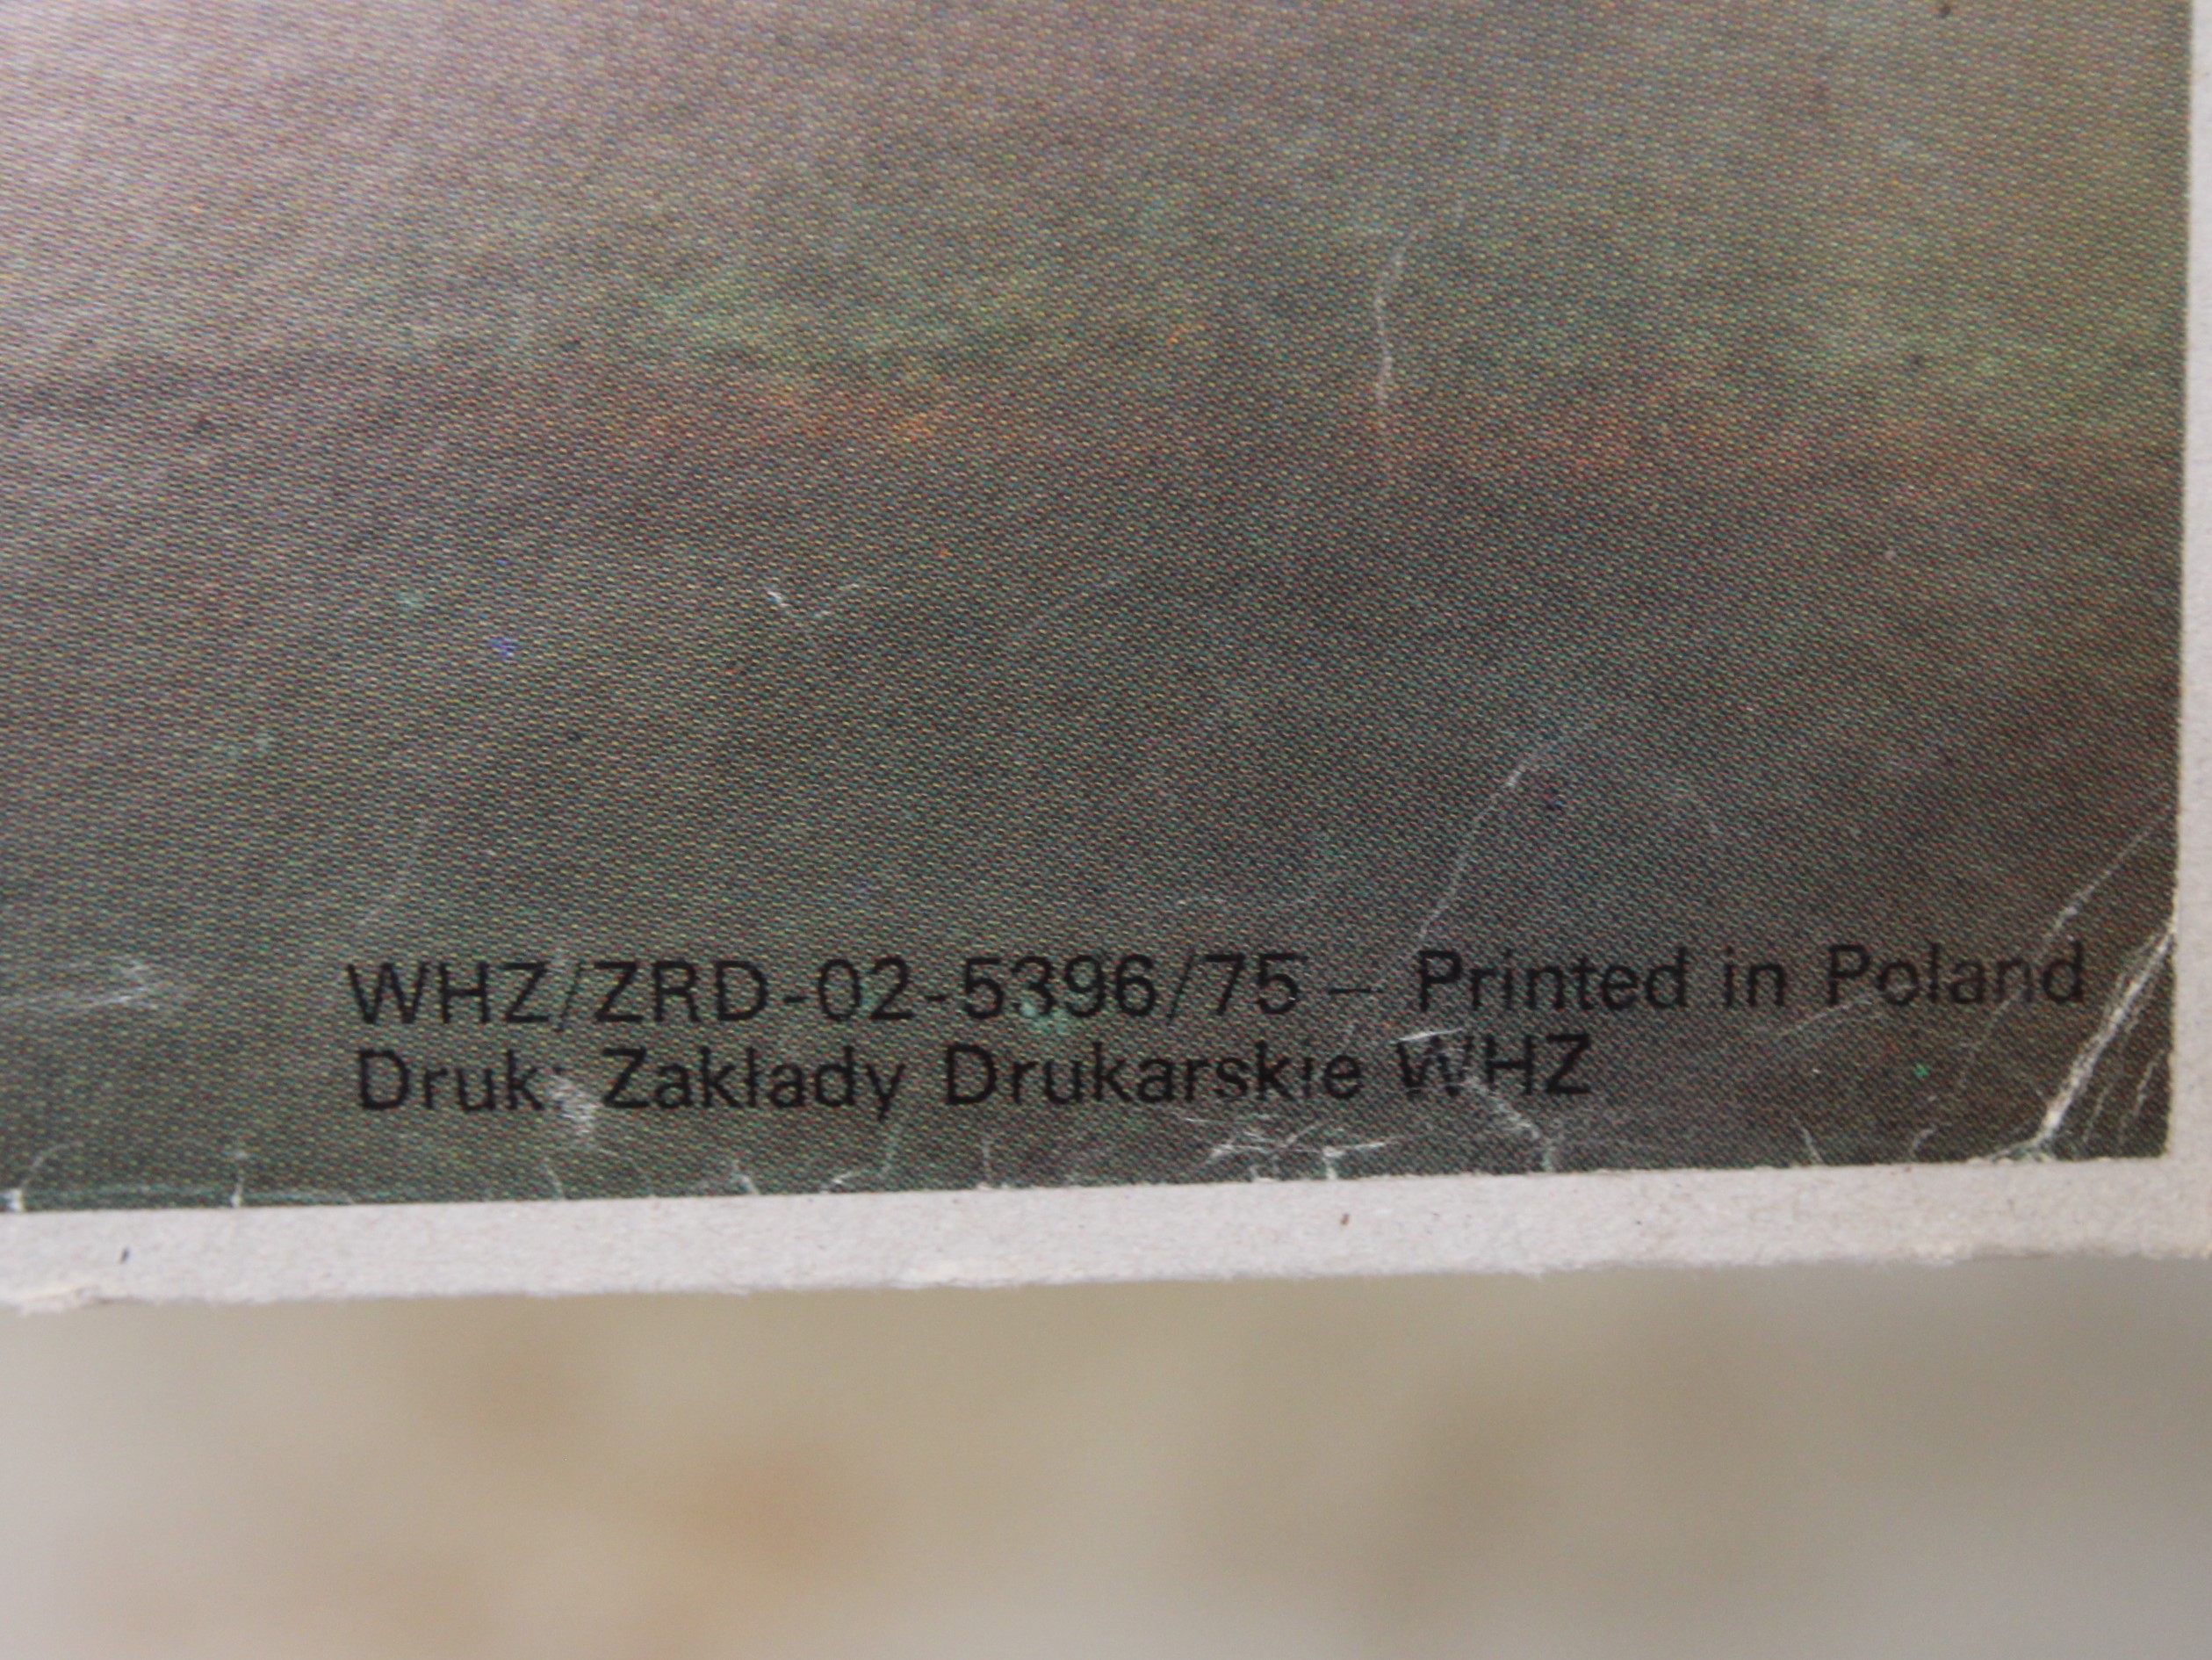 WHZ/ZRD-02-5396/75 – Printed in Poland
Druk: Zakłady Drukarskie WHZ